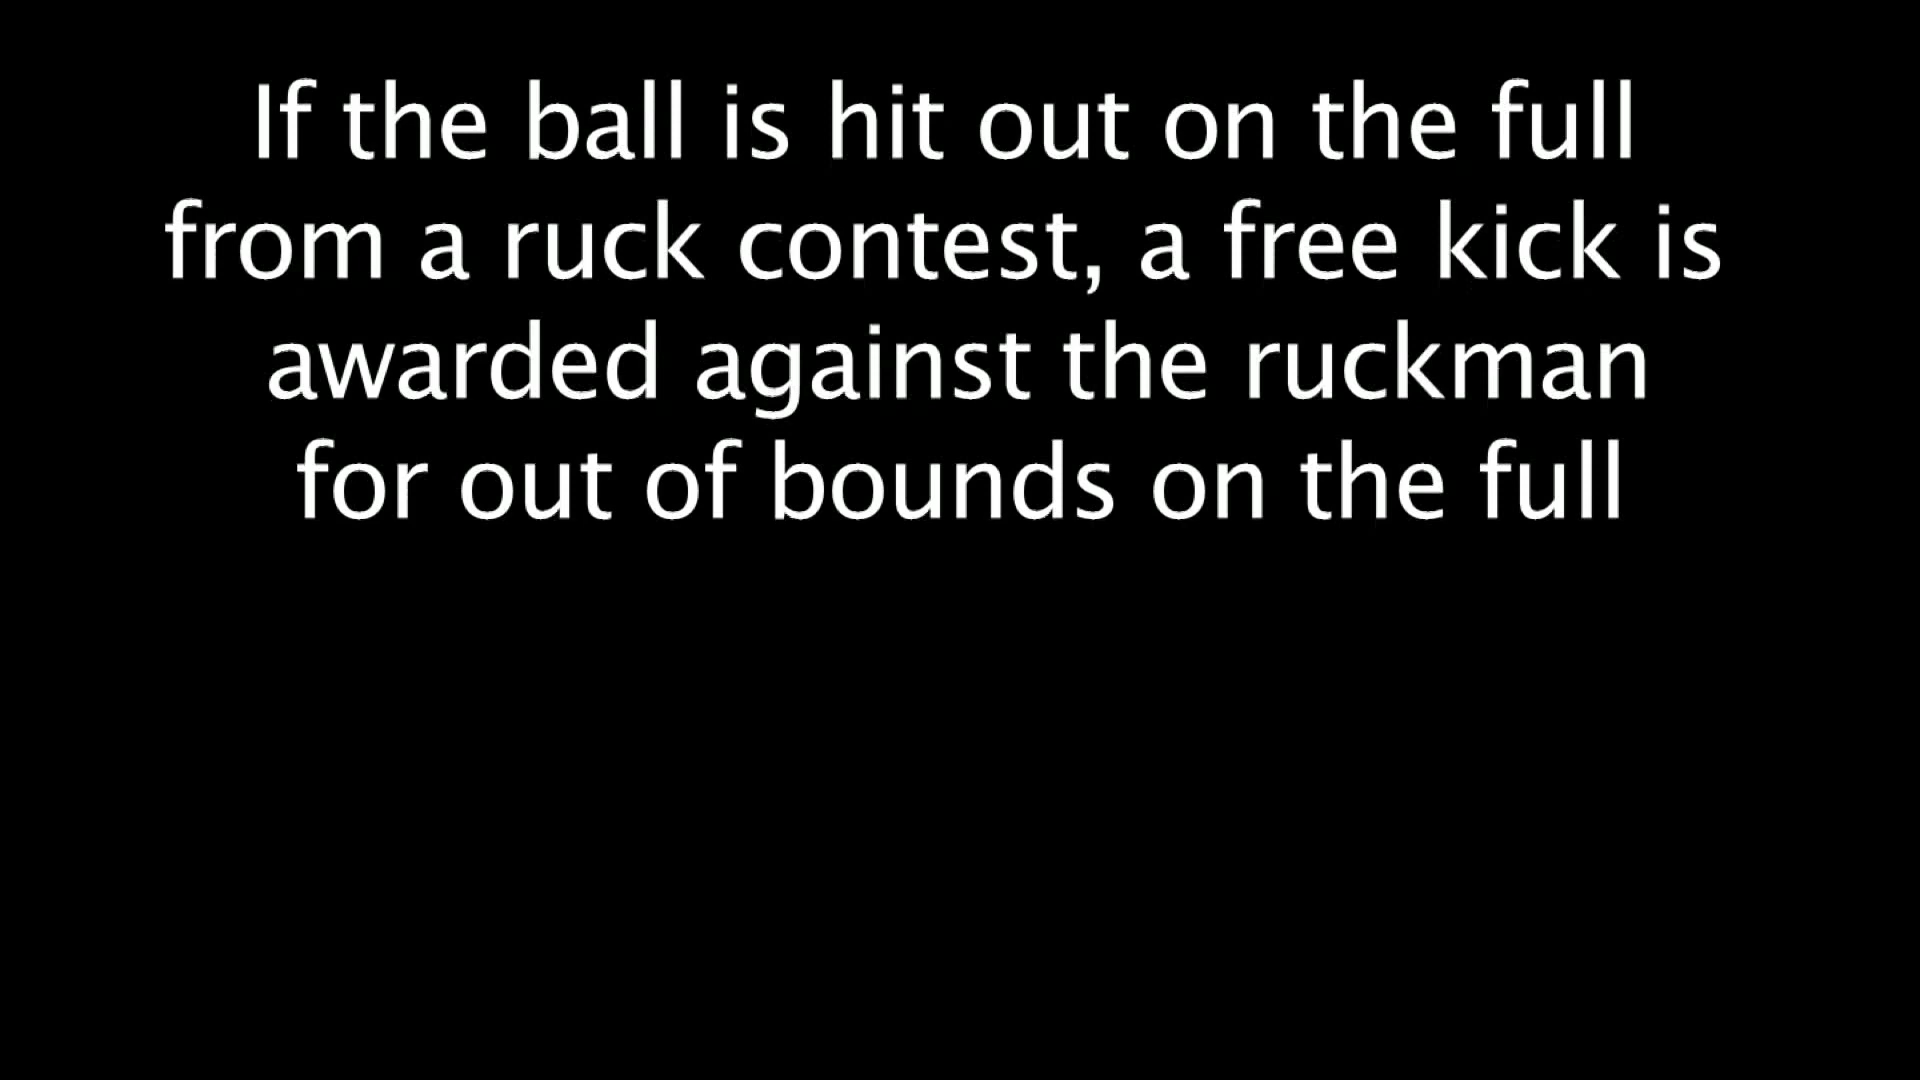 If the ball is hit out on the full
from a ruck contest, a free kick is
awarded against the ruckman
for out of bounds on the full